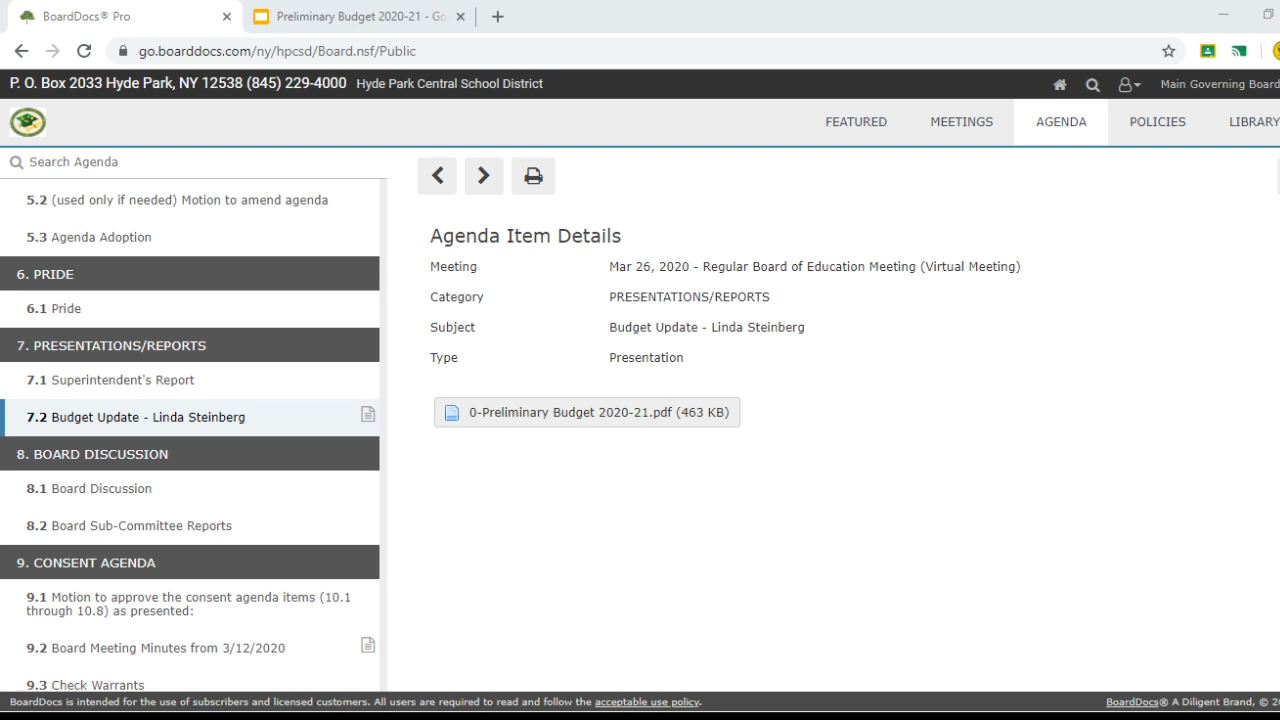 BoardDocs® Pro
Preliminary Budget 2020-21 - Go
go.boarddocs.com/ny/hpcsd/Board.nsf/Public
P. O. Box 2033 Hyde Park, NY 12538 (845) 229-4000 Hyde Park Central School District
Main Governing Board
FEATURED MEETINGS AGENDA POLICIES LIBRARY
Search Agenda
5.2 (used only if needed) Motion to amend agenda
5.3 Agenda Adoption
6. PRIDE
6.1 Pride
7. PRESENTATIONS/REPORTS
7.1 Superintendent's Report
7.2 Budget Update - Linda Steinberg
8. BOARD DISCUSSION
8.1 Board Discussion
8.2 Board Sub-Committee Reports
9. CONSENT AGENDA
9.1 Motion to approve the consent agenda items (10.1
through 10.8) as presented:
9.2 Board Meeting Minutes from 3/12/2020
9.3 Check Warrants
Agenda Item Details
Meeting Mar 26, 2020 - Regular Board of Education Meeting (Virtual Meeting)
Category PRESENTATIONS/REPORTS
Subject Budget Update - Linda Steinberg
Type Presentation
0-Preliminary Budget 2020-21.pdf (463 KB)
BoardDocs is intended for the use of subscribers and licensed customers. All users are required to read and follow the acceptable use policy.
BoardDocs® A Diligent Brand, © 2